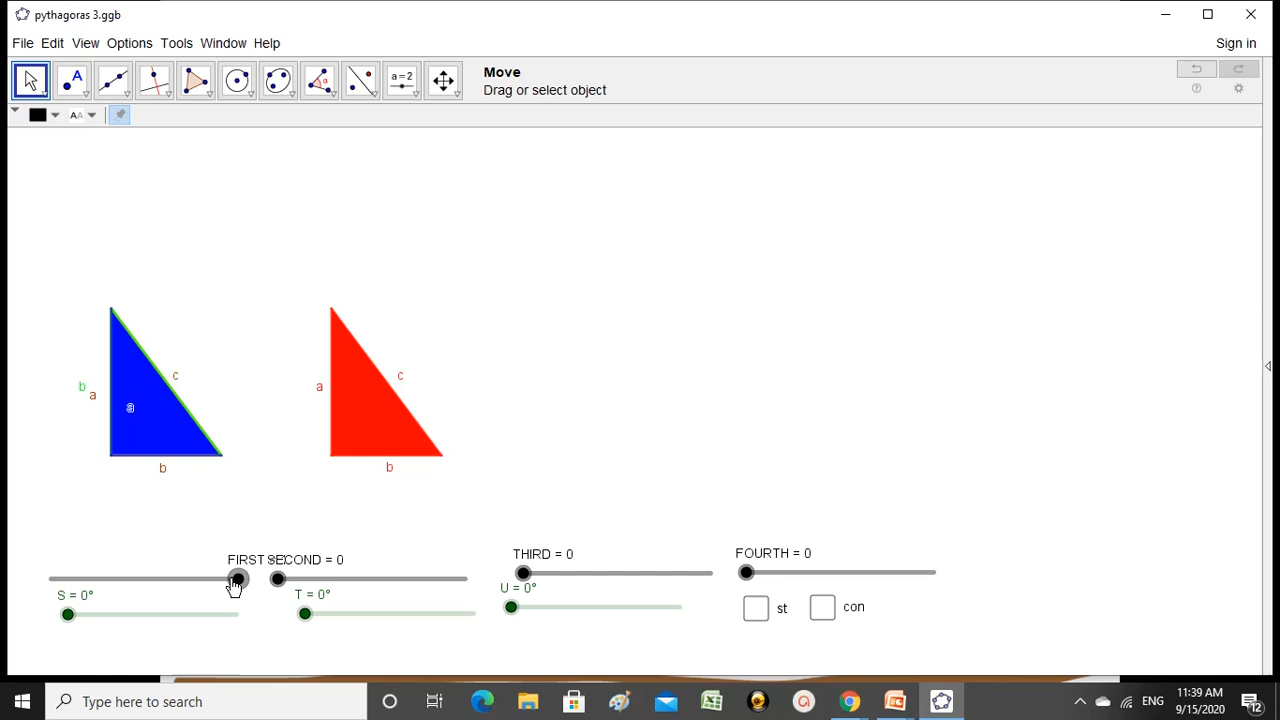 pythagoras 3.ggb
File Edit View Options Tools Window Help
Sign in
a=2
Move
Drag or select object
AA
b
a
c
a
b
a
c
b
FIRST
SECOND = 0
THIRD = 0
FOURTH = 0
S = 0°
T = 0°
U = 0°
st
con
Type here to search
ENG
11:39 AM
9/15/2020
12